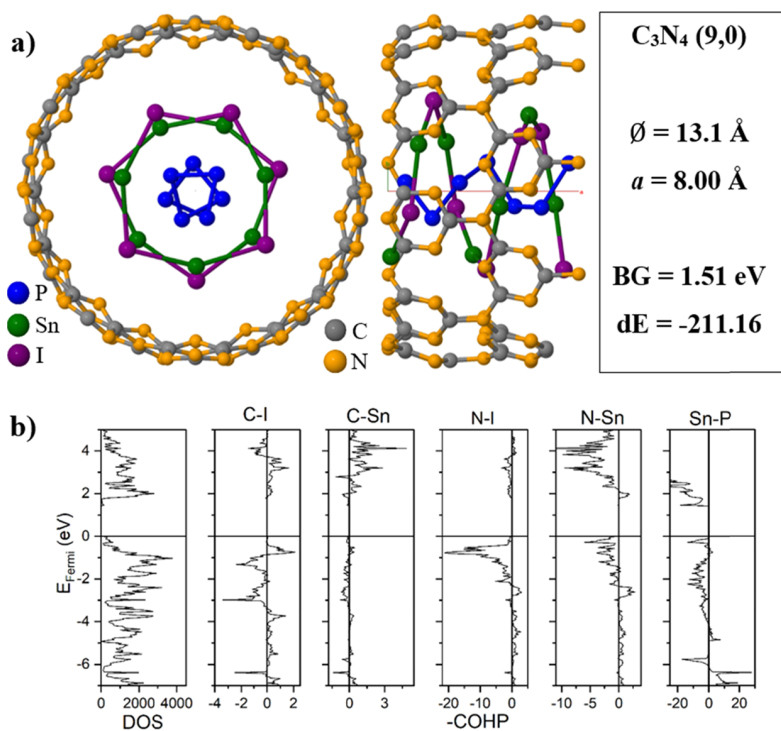 a)
P
Sn
I
C
N
C₃N₄ (9,0)
Ø = 13.1 Å
a = 8.00 Å
BG = 1.51 eV
dE = -211.16
b)
C-I
C-Sn
N-I
N-Sn
Sn-P
4
2
0
-2
-4
-6
E_Fermi (eV)
0 2000 4000
-4 -2 0 2
0 3
-20 -10 0
-10 -5 0 5
-20 0 20
DOS
-COHP